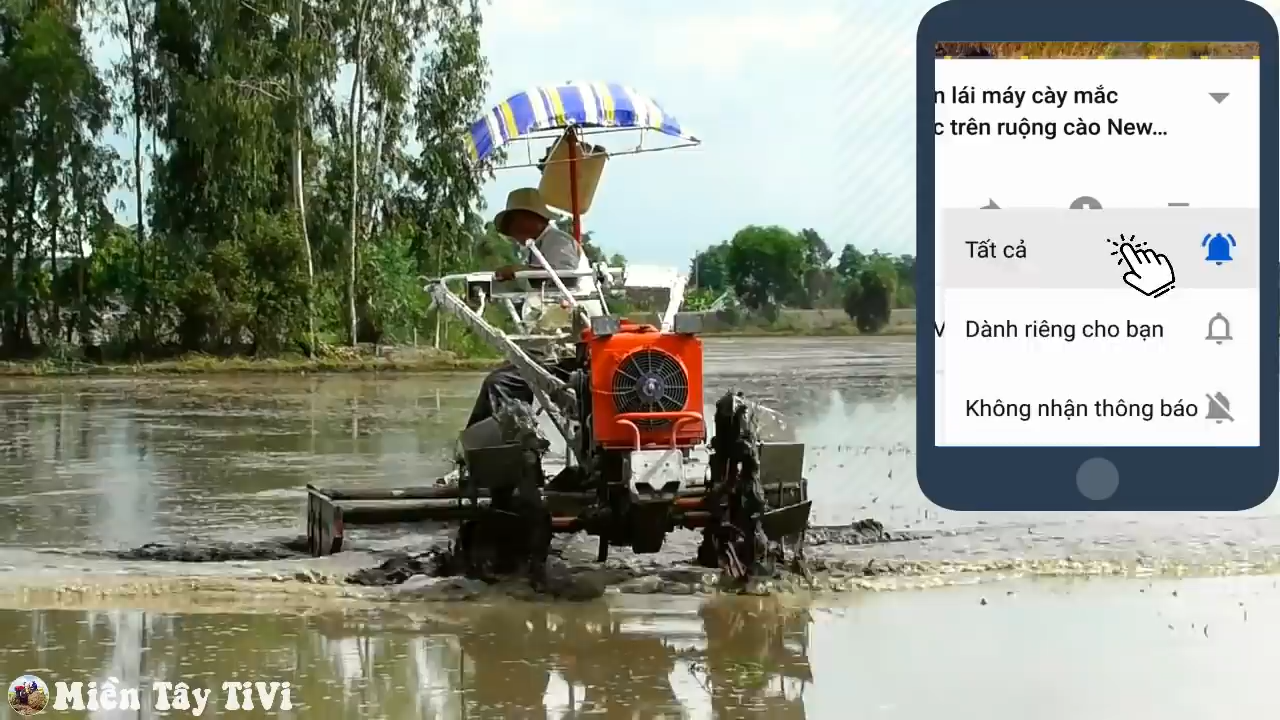 n lái máy cày mắc
c trên ruộng cào New...
Tất cả
Dành riêng cho bạn
Không nhận thông báo
Miền Tây TiVi